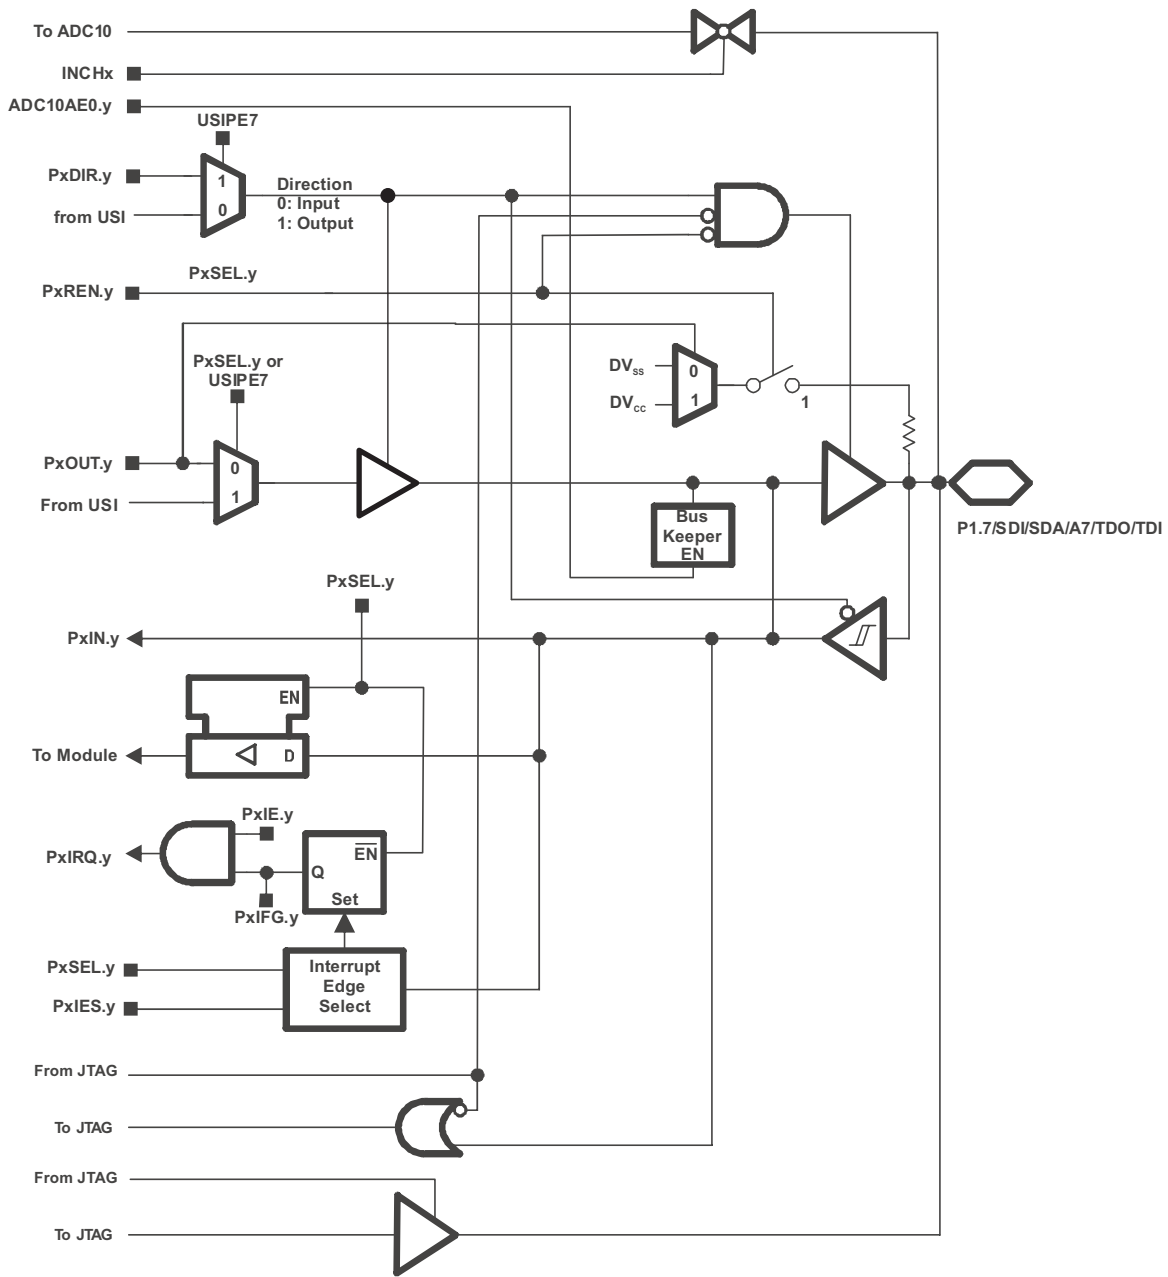 To ADC10
INCHx
ADC10AE0.y
USIPE7
PxDIR.y
1
Direction
0: Input
from USI
0
1: Output
PxSEL.y
PxREN.y
PxSEL.y or
USIPE7
DVSS
0
DVCC
1
1
PxOUT.y
0
From USI
1
Bus
Keeper
EN
P1.7/SDI/SDA/A7/TDO/TDI
PxSEL.y
PxIN.y
EN
To Module
D
PxIE.y
PxIRQ.y
EN
Q
Set
PxIFG.y
PxSEL.y
Interrupt
Edge
Select
PxIES.y
From JTAG
To JTAG
From JTAG
To JTAG